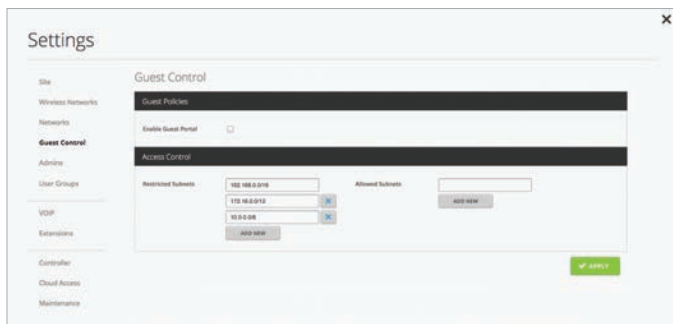 Settings
Site
Wireless Networks
Networks
Guest Control
Admins
User Groups
VOIP
Extensions
Controller
Cloud Access
Maintenance
Guest Control
Guest Policies
Enable Guest Portal
Access Control
Restricted Subnets
192.168.0.0/16
172.16.0.0/12
10.0.0.0/8
ADD NEW
Allowed Subnets
ADD NEW
APPLY